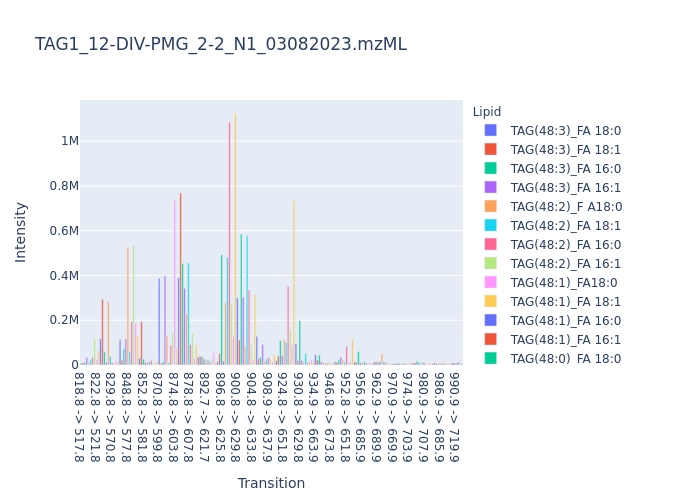 TAG1_12-DIV-PMG_2-2_N1_03082023.mzML
Lipid
TAG(48:3)_FA 18:0
TAG(48:3)_FA 18:1
TAG(48:3)_FA 16:0
TAG(48:3)_FA 16:1
TAG(48:2)_F A18:0
TAG(48:2)_FA 18:1
TAG(48:2)_FA 16:0
TAG(48:2)_FA 16:1
TAG(48:1)_FA18:0
TAG(48:1)_FA 18:1
TAG(48:1)_FA 16:0
TAG(48:1)_FA 16:1
TAG(48:0)_FA 18:0
1M
0.8M
0.6M
0.4M
0.2M
0
Intensity
818.8 -> 517.8
822.8 -> 521.8
829.8 -> 570.8
848.8 -> 577.8
852.8 -> 581.8
870.8 -> 599.8
874.8 -> 603.8
878.8 -> 607.8
892.7 -> 621.7
896.8 -> 625.8
900.8 -> 629.8
904.8 -> 633.8
908.9 -> 637.9
924.8 -> 651.8
930.8 -> 629.8
934.9 -> 663.9
946.8 -> 673.8
952.8 -> 651.8
956.9 -> 685.9
962.9 -> 689.9
970.9 -> 669.9
974.9 -> 703.9
980.9 -> 707.9
986.9 -> 685.9
990.9 -> 719.9
Transition